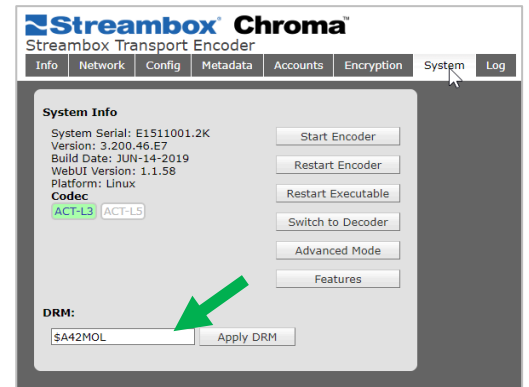 Streambox® Chroma™
Streambox Transport Encoder
Info Network Config Metadata Accounts Encryption System Log
System Info
System Serial: E1511001.2K
Version: 3.200.46.E7
Build Date: JUN-14-2019
WebUI Version: 1.1.58
Platform: Linux
Codec
ACT-L3 ACT-L5
Start Encoder
Restart Encoder
Restart Executable
Switch to Decoder
Advanced Mode
Features
DRM:
$A42MOL Apply DRM